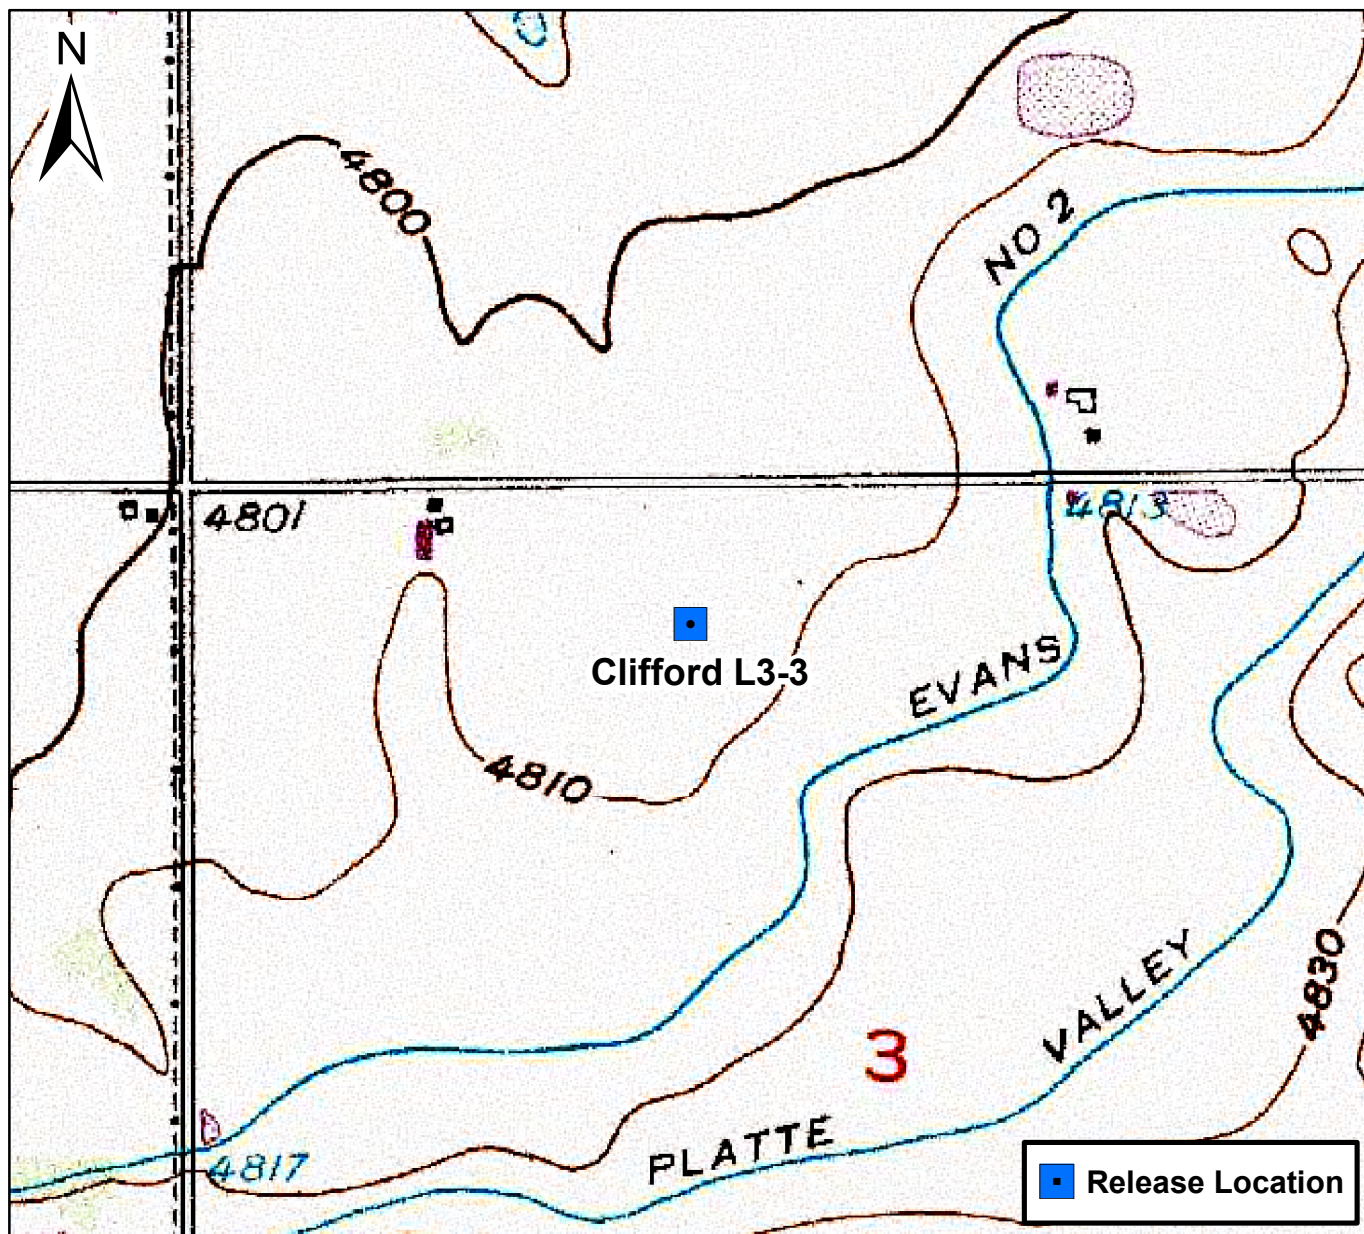 N
4800
NO 2
4801
4813
Clifford L3-3
EVANS
4810
VALLEY
4830
3
PLATTE
4817
Release Location